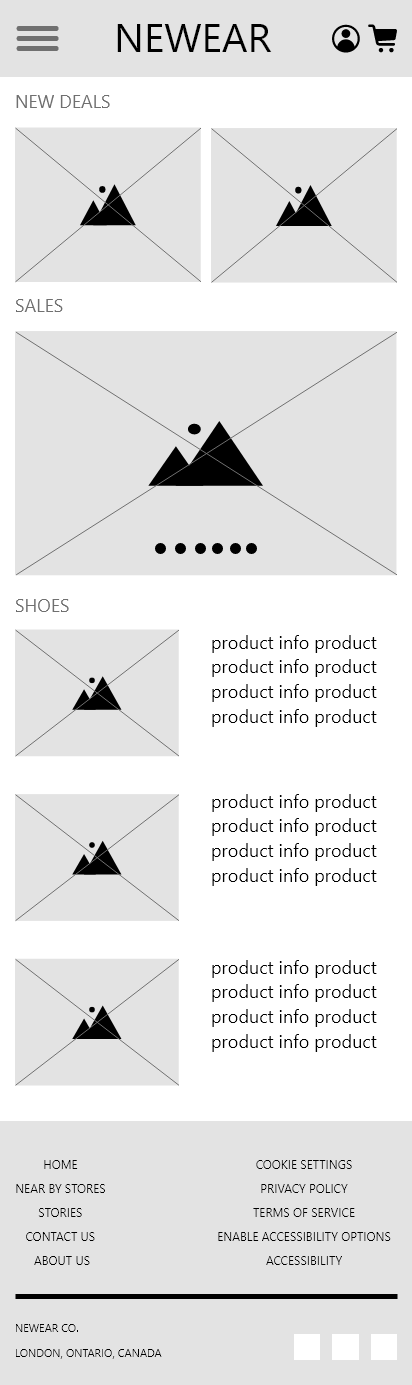 NEWEAR
NEW DEALS
SALES
SHOES
product info product
product info product
product info product
product info product
product info product
product info product
product info product
product info product
product info product
product info product
product info product
product info product
HOME
NEAR BY STORES
STORIES
CONTACT US
ABOUT US
COOKIE SETTINGS
PRIVACY POLICY
TERMS OF SERVICE
ENABLE ACCESSIBILITY OPTIONS
ACCESSIBILITY
NEWEAR CO.
LONDON, ONTARIO, CANADA